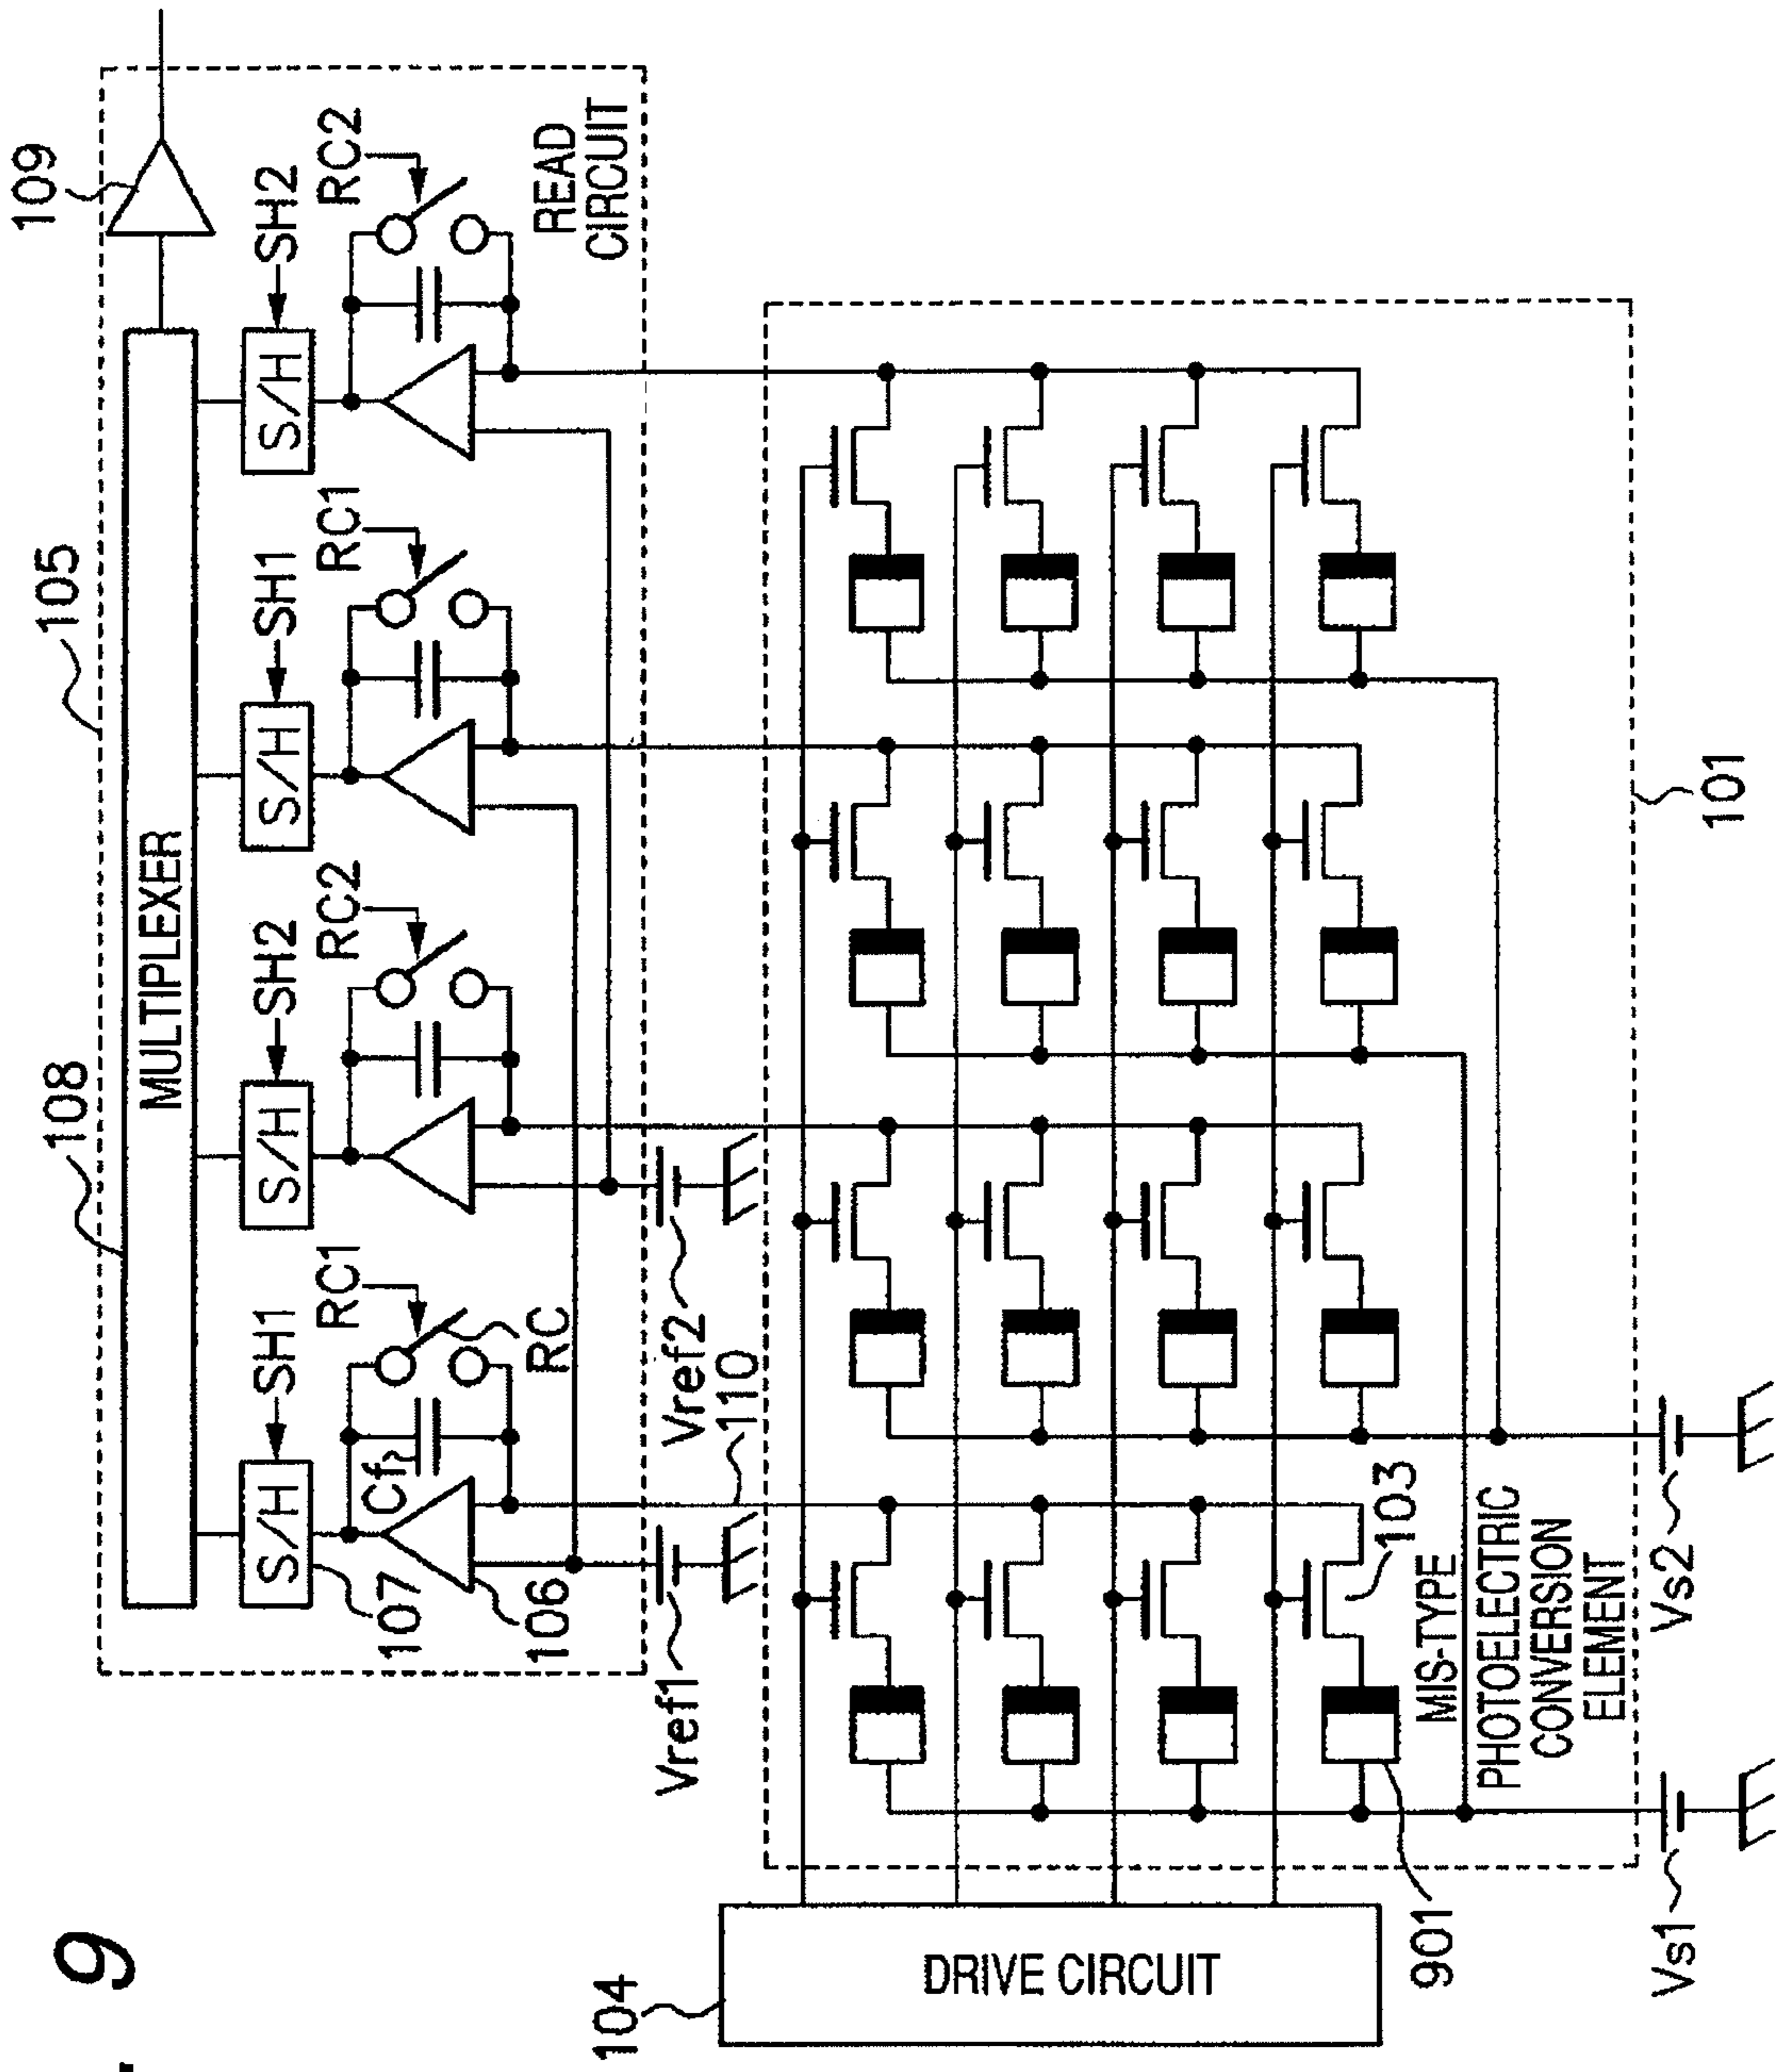 9
109
105
108
MULTIPLEXER
SH1
SH2
SH1
SH2
S/H
S/H
S/H
S/H
RC1
RC2
RC1
RC2
107
Cf
106
RC
READ
CIRCUIT
Vref1
Vref2
110
104
DRIVE CIRCUIT
103
901
MIS-TYPE
PHOTOELECTRIC
CONVERSION
ELEMENT
101
Vs1
Vs2